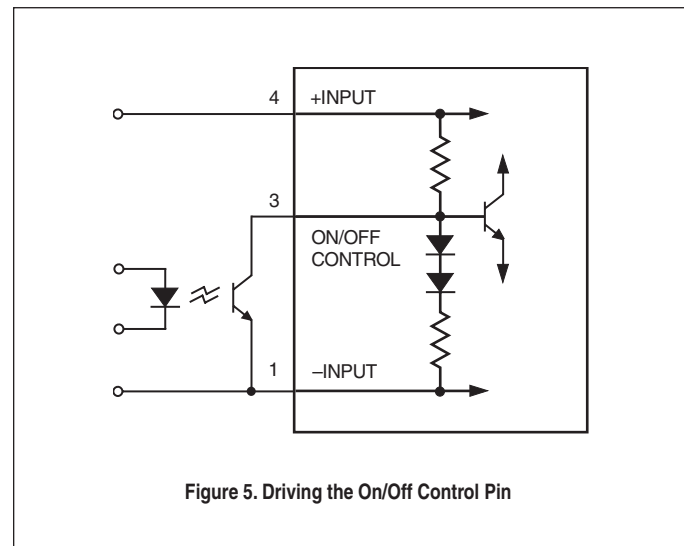 4 +INPUT
3
ON/OFF
CONTROL
1 –INPUT
Figure 5. Driving the On/Off Control Pin